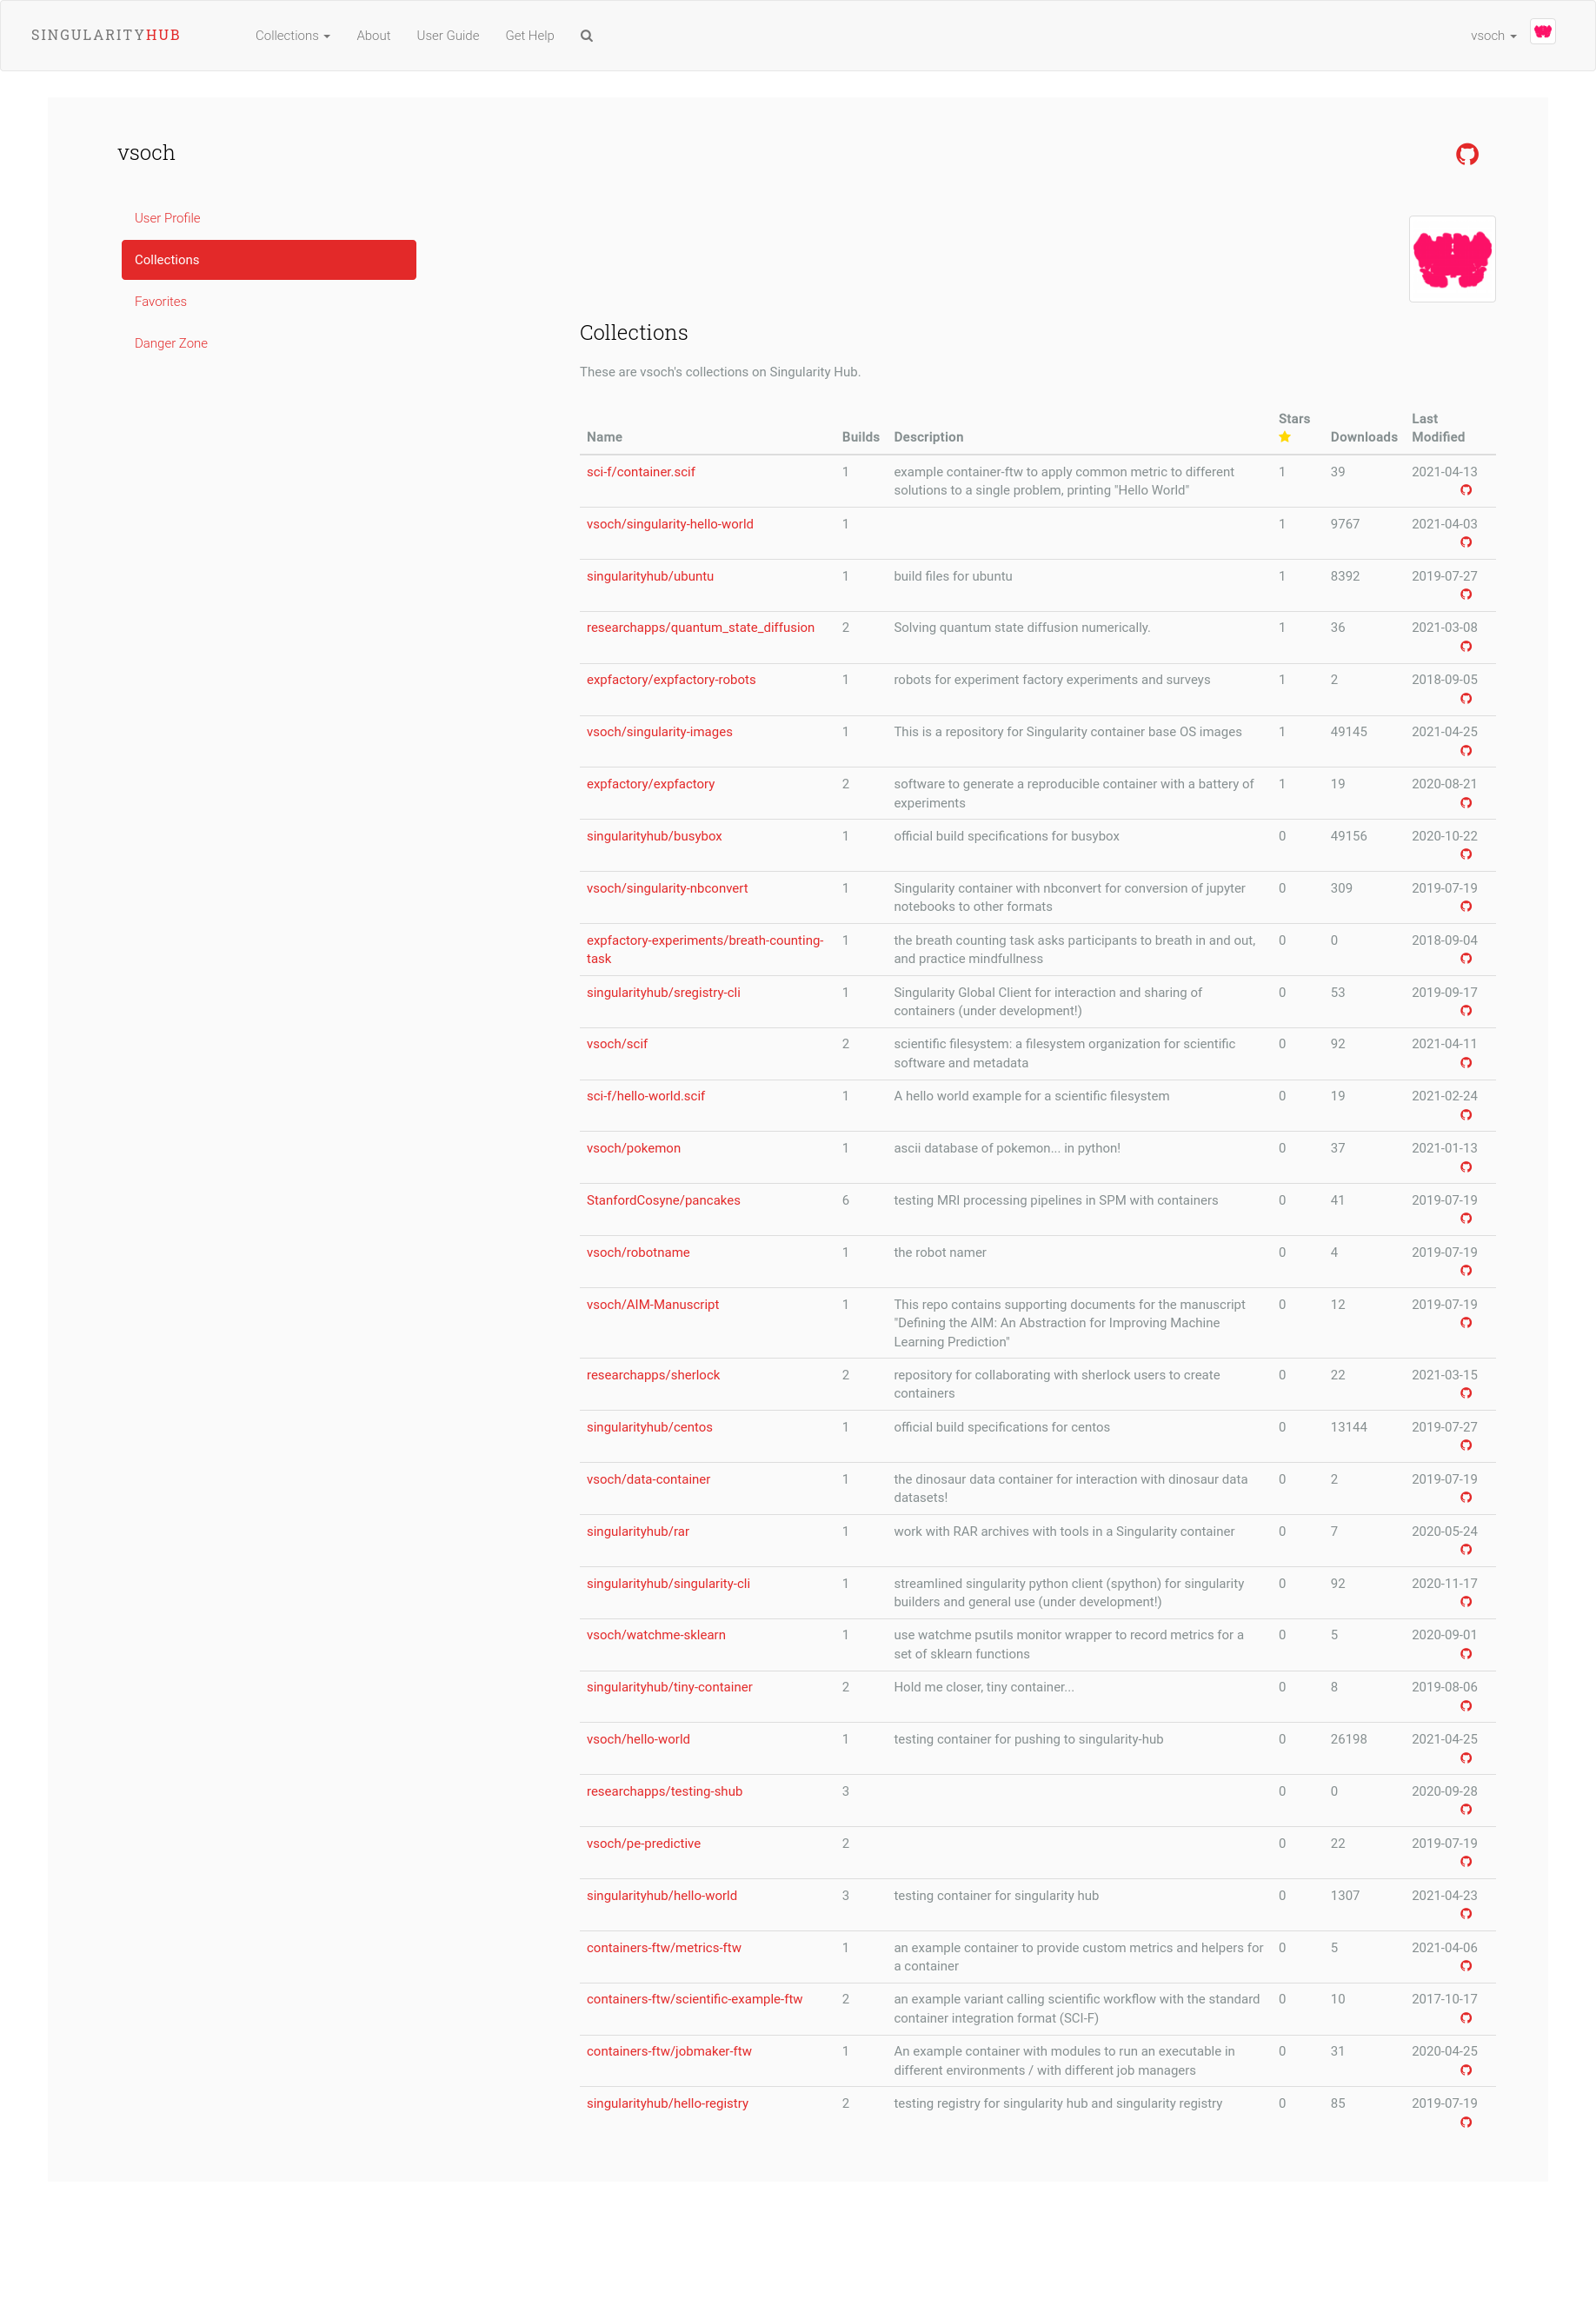 SINGULARITYHUB Collections About User Guide Get Help vsoch
vsoch
User Profile
Collections
Favorites
Danger Zone
Collections
These are vsoch's collections on Singularity Hub.
Name Builds Description Stars Downloads Last Modified
sci-f/container.scif 1 example container-ftw to apply common metric to different 1 39 2021-04-13
solutions to a single problem, printing "Hello World"
vsoch/singularity-hello-world 1 1 9767 2021-04-03
singularityhub/ubuntu 1 build files for ubuntu 1 8392 2019-07-27
researchapps/quantum_state_diffusion 2 Solving quantum state diffusion numerically. 1 36 2021-03-08
expfactory/expfactory-robots 1 robots for experiment factory experiments and surveys 1 2 2018-09-05
vsoch/singularity-images 1 This is a repository for Singularity container base OS images 1 49145 2021-04-25
expfactory/expfactory 2 software to generate a reproducible container with a battery of 1 19 2020-08-21
experiments
singularityhub/busybox 1 official build specifications for busybox 0 49156 2020-10-22
vsoch/singularity-nbconvert 1 Singularity container with nbconvert for conversion of jupyter 0 309 2019-07-19
notebooks to other formats
expfactory-experiments/breath-counting- 1 the breath counting task asks participants to breath in and out, 0 0 2018-09-04
task and practice mindfullness
singularityhub/sregistry-cli 1 Singularity Global Client for interaction and sharing of 0 53 2019-09-17
containers (under development!)
vsoch/scif 2 scientific filesystem: a filesystem organization for scientific 0 92 2021-04-11
software and metadata
sci-f/hello-world.scif 1 A hello world example for a scientific filesystem 0 19 2021-02-24
vsoch/pokemon 1 ascii database of pokemon... in python! 0 37 2021-01-13
StanfordCosyne/pancakes 6 testing MRI processing pipelines in SPM with containers 0 41 2019-07-19
vsoch/robotname 1 the robot namer 0 4 2019-07-19
vsoch/AIM-Manuscript 1 This repo contains supporting documents for the manuscript 0 12 2019-07-19
"Defining the AIM: An Abstraction for Improving Machine
Learning Prediction"
researchapps/sherlock 2 repository for collaborating with sherlock users to create 0 22 2021-03-15
containers
singularityhub/centos 1 official build specifications for centos 0 13144 2019-07-27
vsoch/data-container 1 the dinosaur data container for interaction with dinosaur data 0 2 2019-07-19
datasets!
singularityhub/rar 1 work with RAR archives with tools in a Singularity container 0 7 2020-05-24
singularityhub/singularity-cli 1 streamlined singularity python client (spython) for singularity 0 92 2020-11-17
builders and general use (under development!)
vsoch/watchme-sklearn 1 use watchme psutils monitor wrapper to record metrics for a 0 5 2020-09-01
set of sklearn functions
singularityhub/tiny-container 2 Hold me closer, tiny container... 0 8 2019-08-06
vsoch/hello-world 1 testing container for pushing to singularity-hub 0 26198 2021-04-25
researchapps/testing-shub 3 0 0 2020-09-28
vsoch/pe-predictive 2 0 22 2019-07-19
singularityhub/hello-world 3 testing container for singularity hub 0 1307 2021-04-23
containers-ftw/metrics-ftw 1 an example container to provide custom metrics and helpers for 0 5 2021-04-06
a container
containers-ftw/scientific-example-ftw 2 an example variant calling scientific workflow with the standard 0 10 2017-10-17
container integration format (SCI-F)
containers-ftw/jobmaker-ftw 1 An example container with modules to run an executable in 0 31 2020-04-25
different environments / with different job managers
singularityhub/hello-registry 2 testing registry for singularity hub and singularity registry 0 85 2019-07-19